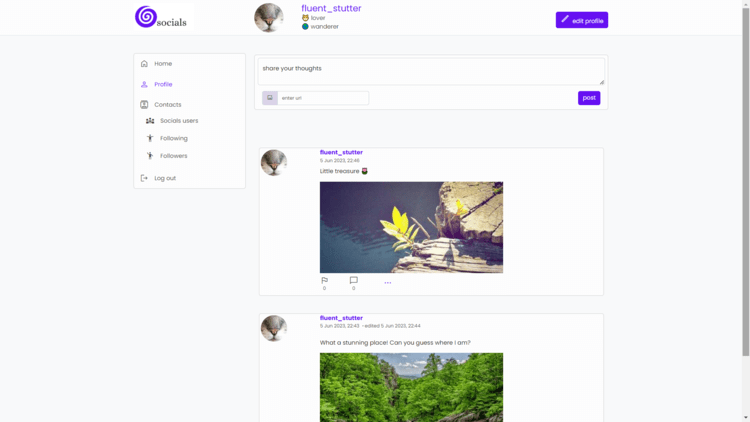 socials
fluent_stutter
lover
wanderer
edit profile
Home
Profile
Contacts
Socials users
Following
Followers
Log out
share your thoughts
enter url
post
fluent_stutter
5 Jun 2023, 22:46
Little treasure
0
0
...
fluent_stutter
5 Jun 2023, 22:43 -edited 5 Jun 2023, 22:44
What a stunning place! Can you guess where I am?